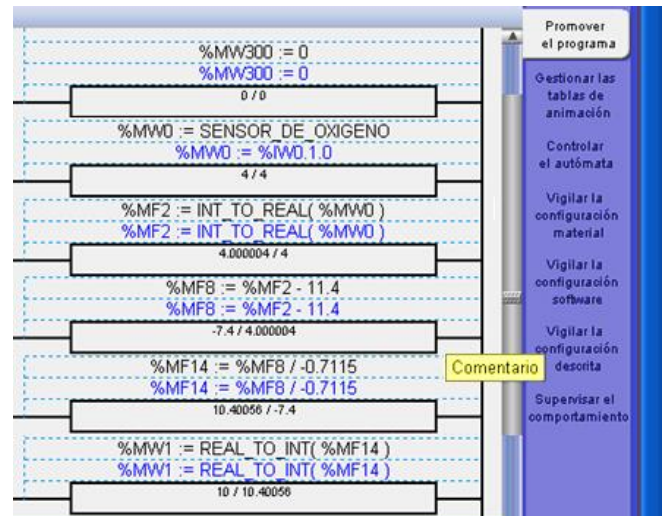 %MW300 := 0
%MW300 := 0
0 / 0
%MW0 := SENSOR_DE_OXIGENO
%MW0 := %IW0.1.0
4 / 4
%MF2 := INT_TO_REAL( %MW0 )
%MF2 := INT_TO_REAL( %MW0 )
4.000004 / 4
%MF8 := %MF2 - 11.4
%MF8 := %MF2 - 11.4
-7.4 / 4.000004
%MF14 := %MF8 / -0.7115
%MF14 := %MF8 / -0.7115
10.40056 / -7.4
%MW1 := REAL_TO_INT( %MF14 )
%MW1 := REAL_TO_INT( %MF14 )
10 / 10.40056
Comentario
Promover
el programa
Gestionar las
tablas de
animación
Controlar
el autómata
Vigilar la
configuración
material
Vigilar la
configuración
software
Vigilar la
configuración
descrita
Supervisar el
comportamiento